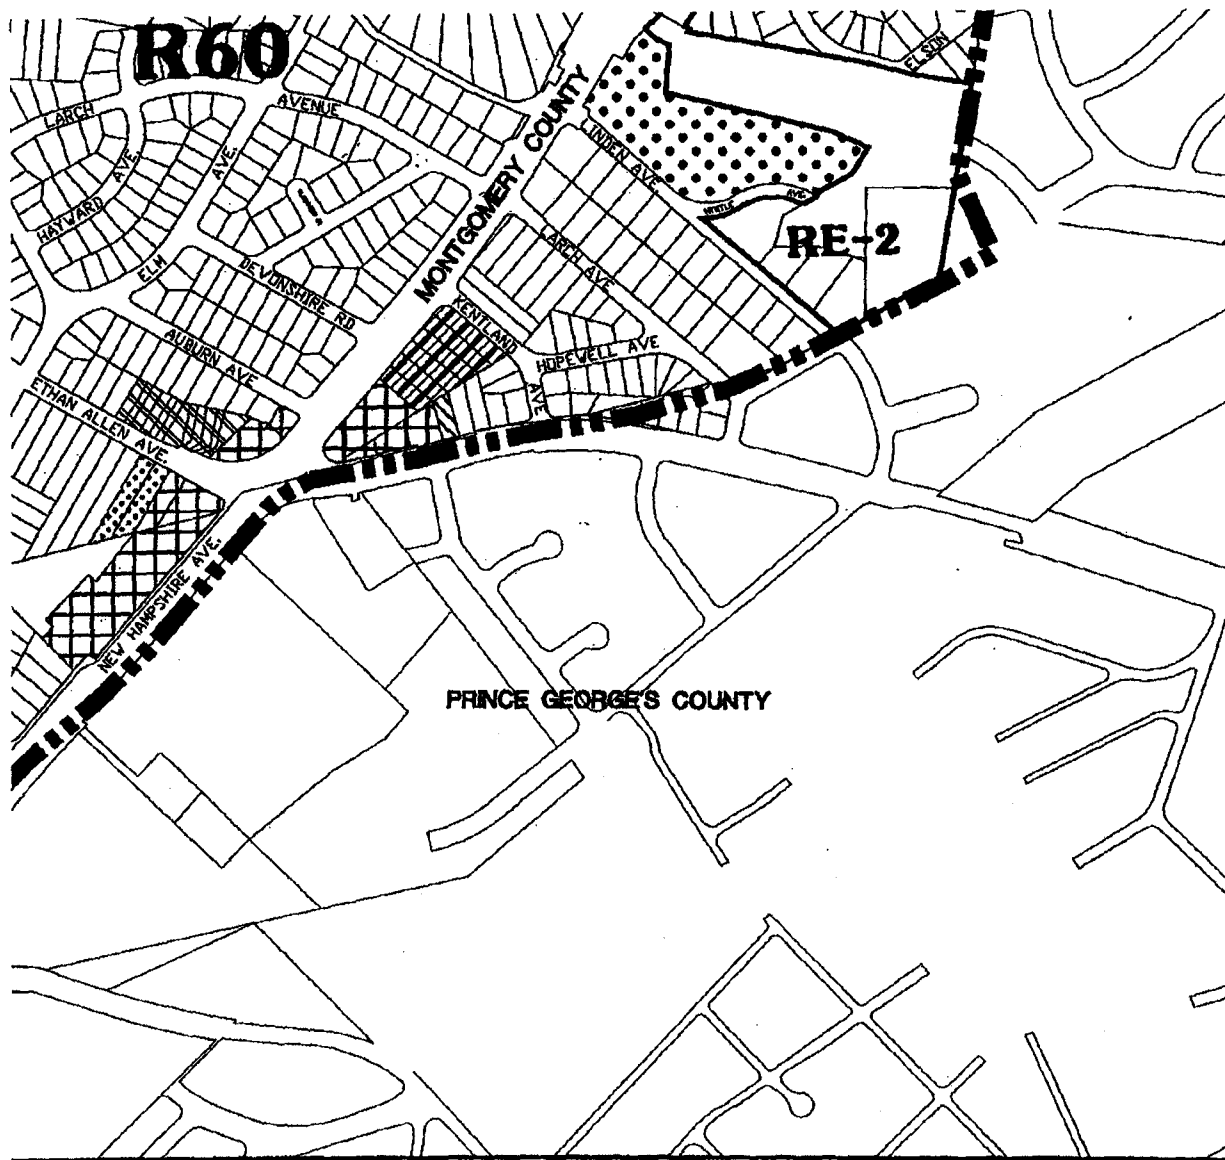 R60
ELSON
LARCH
AVENUE
AVE.
AVE.
MONTGOMERY COUNTY
LINDEN AVE
AVE.
HAYWARD
RE-2
ELM
DEVONSHIRE RD
LARCH AVE
KENTLAND
AVE
HOPEWELL AVE
AUBURN AVE
ETHAN ALLEN AVE.
NEW HAMPSHIRE AVE.
PRINCE GEORGE'S COUNTY